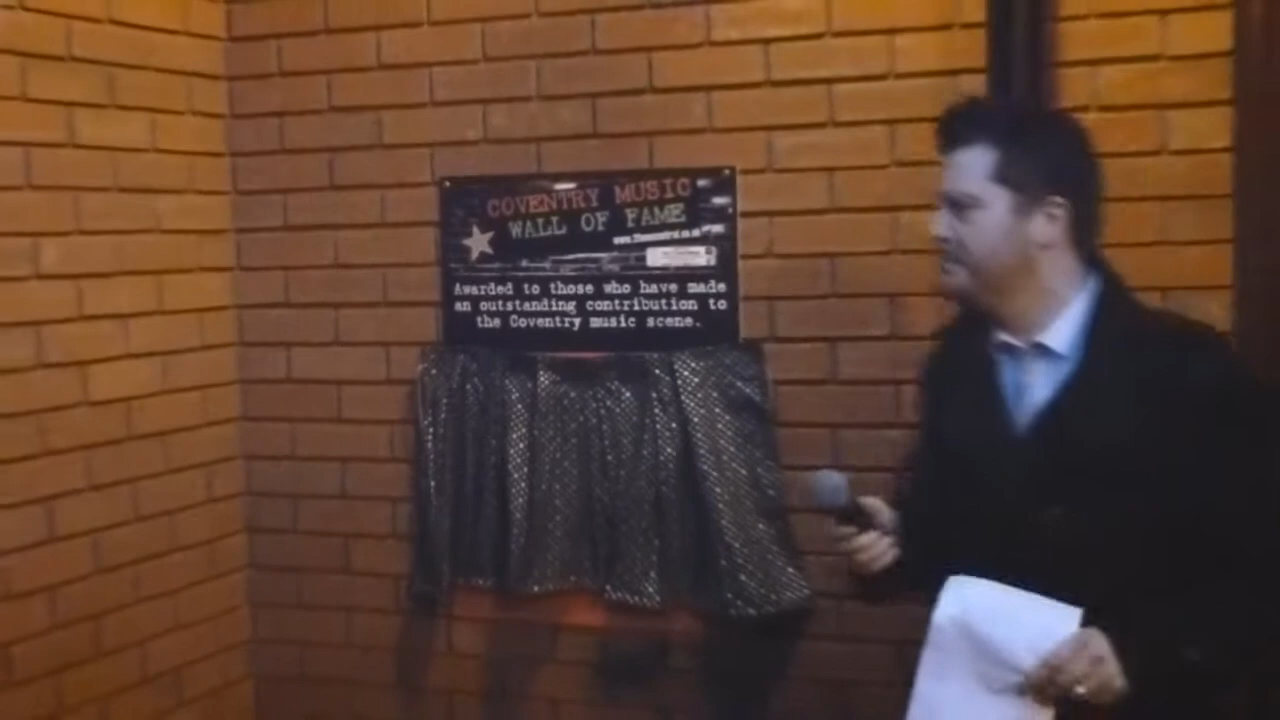 COVENTRY MUSIC
WALL OF FAME
Awarded to those who have made
an outstanding contribution to
the Coventry music scene.